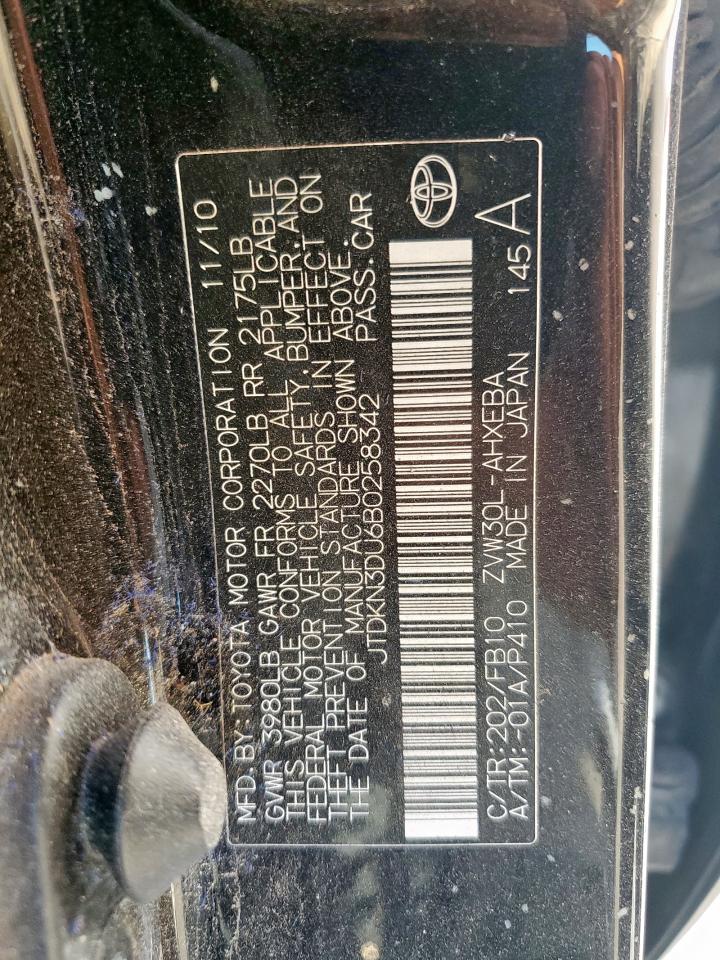 MFD. BY: TOYOTA MOTOR CORPORATION 11/10
GVWR 3980LB GAWR FR 2270LB RR 2175LB
THIS VEHICLE CONFORMS TO ALL APPLICABLE
FEDERAL MOTOR VEHICLE SAFETY, BUMPER, AND
THEFT PREVENTION STANDARDS IN EFFECT ON
THE DATE OF MANUFACTURE SHOWN ABOVE.
JTDKN3DU6B0258342 PASS. CAR
C/TR:202/FB10 ZVW30L-AHXEBA
A/TM:-01A/P410 MADE IN JAPAN 145 A